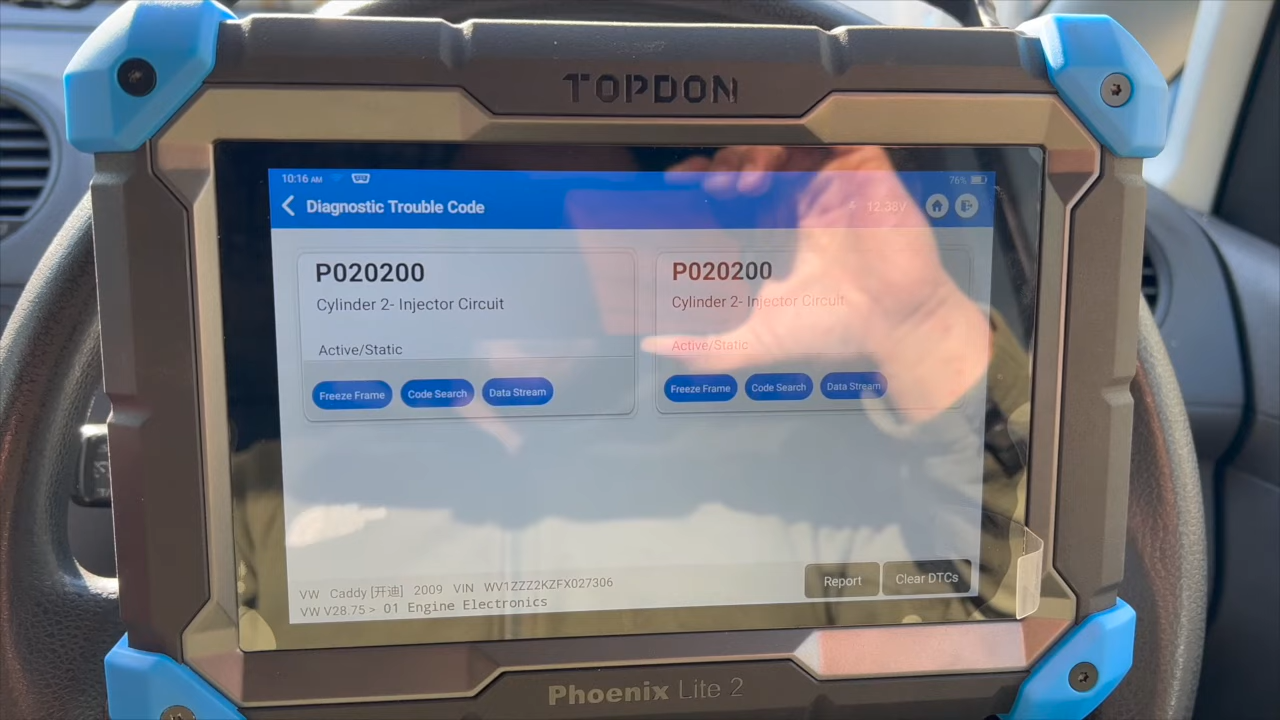 TOPDON
10:16 AM
76%
Diagnostic Trouble Code
12.38V
P020200
Cylinder 2- Injector Circuit
Active/Static
Freeze Frame
Code Search
Data Stream
P020200
Cylinder 2- Injector Circuit
Active/Static
Freeze Frame
Code Search
Data Stream
Report
Clear DTCs
VW Caddy [开迪] 2009 VIN WV1ZZZ2KZFX027306
VW V28.75 > 01 Engine Electronics
Phoenix Lite 2